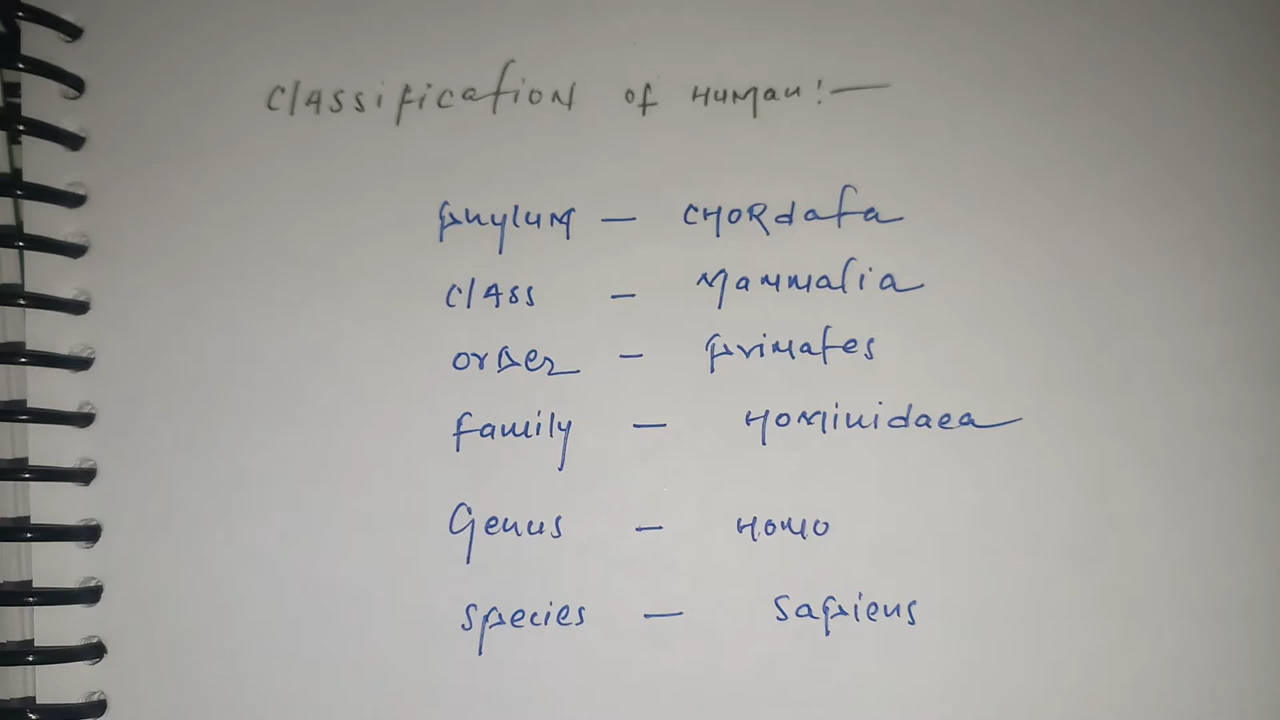 Classification of Human:—
Phylum — CHORdata
Class — Mammalia
Order — Primates
Family — Hominidaea
Genus — Homo
Species — Sapiens